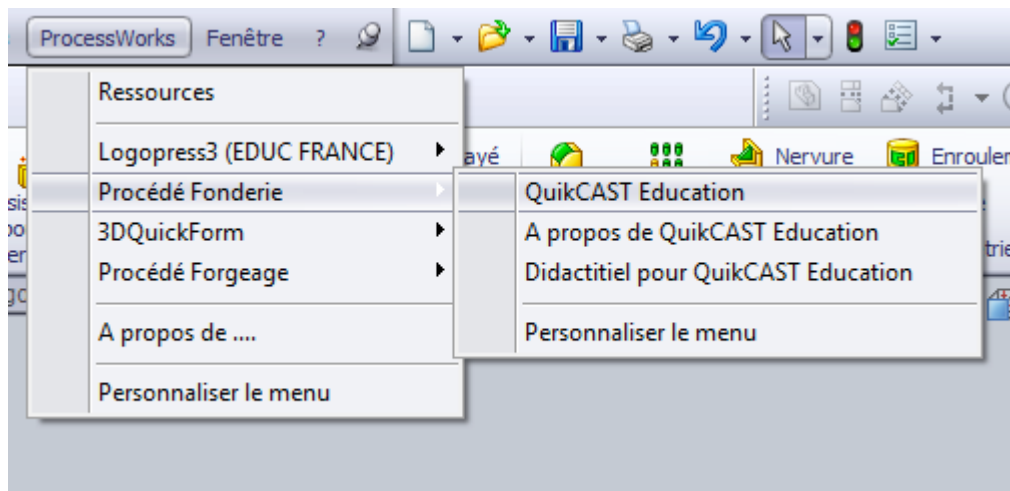 ProcessWorks Fenêtre ?
Ressources
Logopress3 (EDUC FRANCE)
Procédé Fonderie
3DQuickForm
Procédé Forgeage
A propos de ....
Personnaliser le menu
Nervure Enrouler
QuikCAST Education
A propos de QuikCAST Education
Didactitiel pour QuikCAST Education
Personnaliser le menu